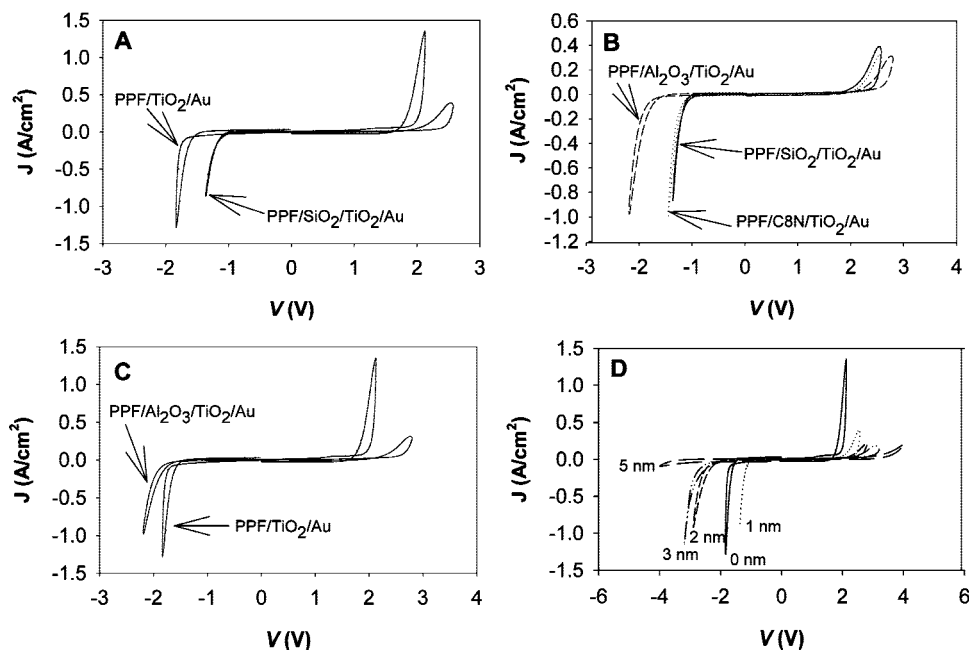 A
1.5
1.0
0.5
0.0
-0.5
-1.0
-1.5
J (A/cm²)
PPF/TiO₂/Au
PPF/SiO₂/TiO₂/Au
-3 -2 -1 0 1 2 3
V (V)
B
0.6
0.4
0.2
0.0
-0.2
-0.4
-0.6
-0.8
-1.0
-1.2
J (A/cm²)
PPF/Al₂O₃/TiO₂/Au
PPF/SiO₂/TiO₂/Au
PPF/C8N/TiO₂/Au
-3 -2 -1 0 1 2 3 4
V (V)
C
1.5
1.0
0.5
0.0
-0.5
-1.0
-1.5
J (A/cm²)
PPF/Al₂O₃/TiO₂/Au
PPF/TiO₂/Au
-3 -2 -1 0 1 2 3 4
V (V)
D
1.5
1.0
0.5
0.0
-0.5
-1.0
-1.5
J (A/cm²)
5 nm
1 nm
2 nm
3 nm
0 nm
-6 -4 -2 0 2 4 6
V (V)